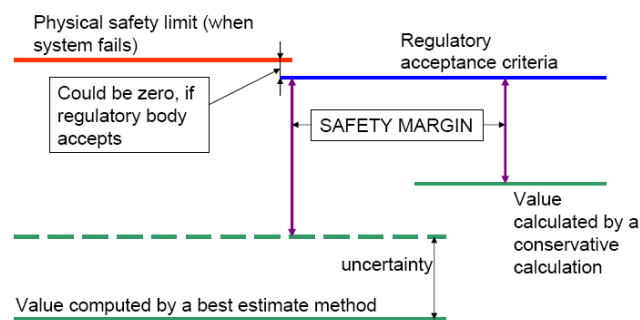 Physical safety limit (when
system fails)
Regulatory
acceptance criteria
Could be zero, if
regulatory body
accepts
SAFETY MARGIN
Value
calculated by a
conservative
calculation
uncertainty
Value computed by a best estimate method